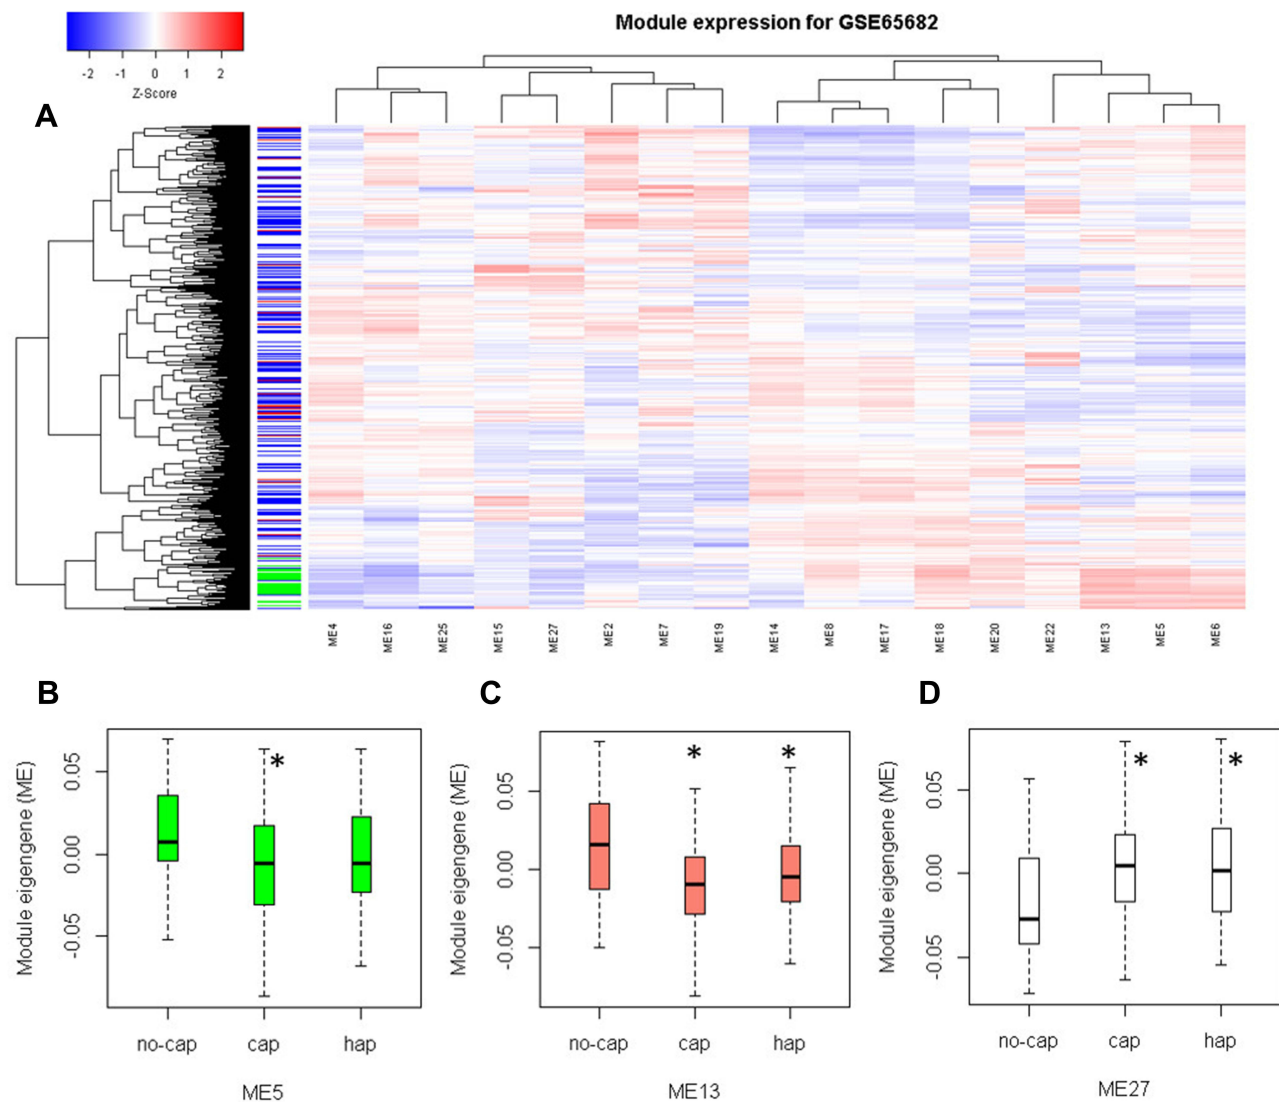 Module expression for GSE65682
-2 -1 0 1 2
Z-Score
A
ME4 ME16 ME25 ME15 ME27 ME2 ME7 ME19 ME14 ME8 ME17 ME18 ME20 ME22 ME13 ME5 ME6
B
Module eigengene (ME)
0.05
0.00
-0.05
*
no-cap cap hap
ME5
C
Module eigengene (ME)
0.05
0.00
-0.05
* *
no-cap cap hap
ME13
D
Module eigengene (ME)
0.05
0.00
-0.05
* *
no-cap cap hap
ME27